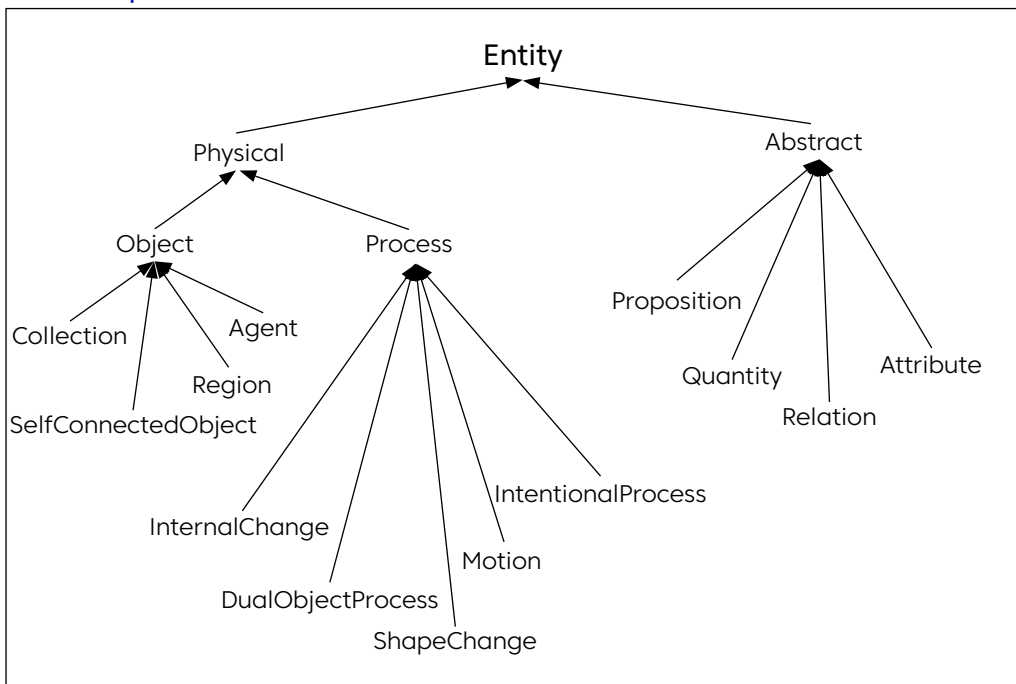 Entity
Physical
Abstract
Object
Process
Collection
Agent
Region
SelfConnectedObject
Proposition
Quantity
Attribute
Relation
InternalChange
IntentionalProcess
Motion
DualObjectProcess
ShapeChange